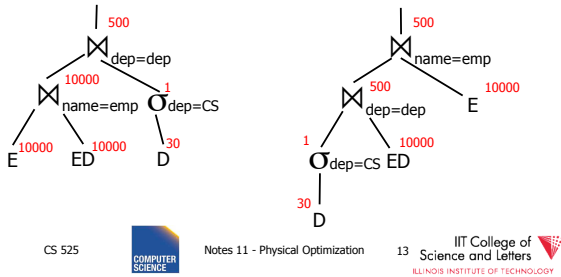 500
⋈ dep=dep
10000
⋈ name=emp
1
σ dep=CS
E 10000
ED 10000
30
D
500
⋈ name=emp
500
⋈ dep=dep
10000
E
1
σ dep=CS
10000
ED
30
D
CS 525
COMPUTER
SCIENCE
Notes 11 - Physical Optimization
13
IIT College of
Science and Letters
ILLINOIS INSTITUTE OF TECHNOLOGY